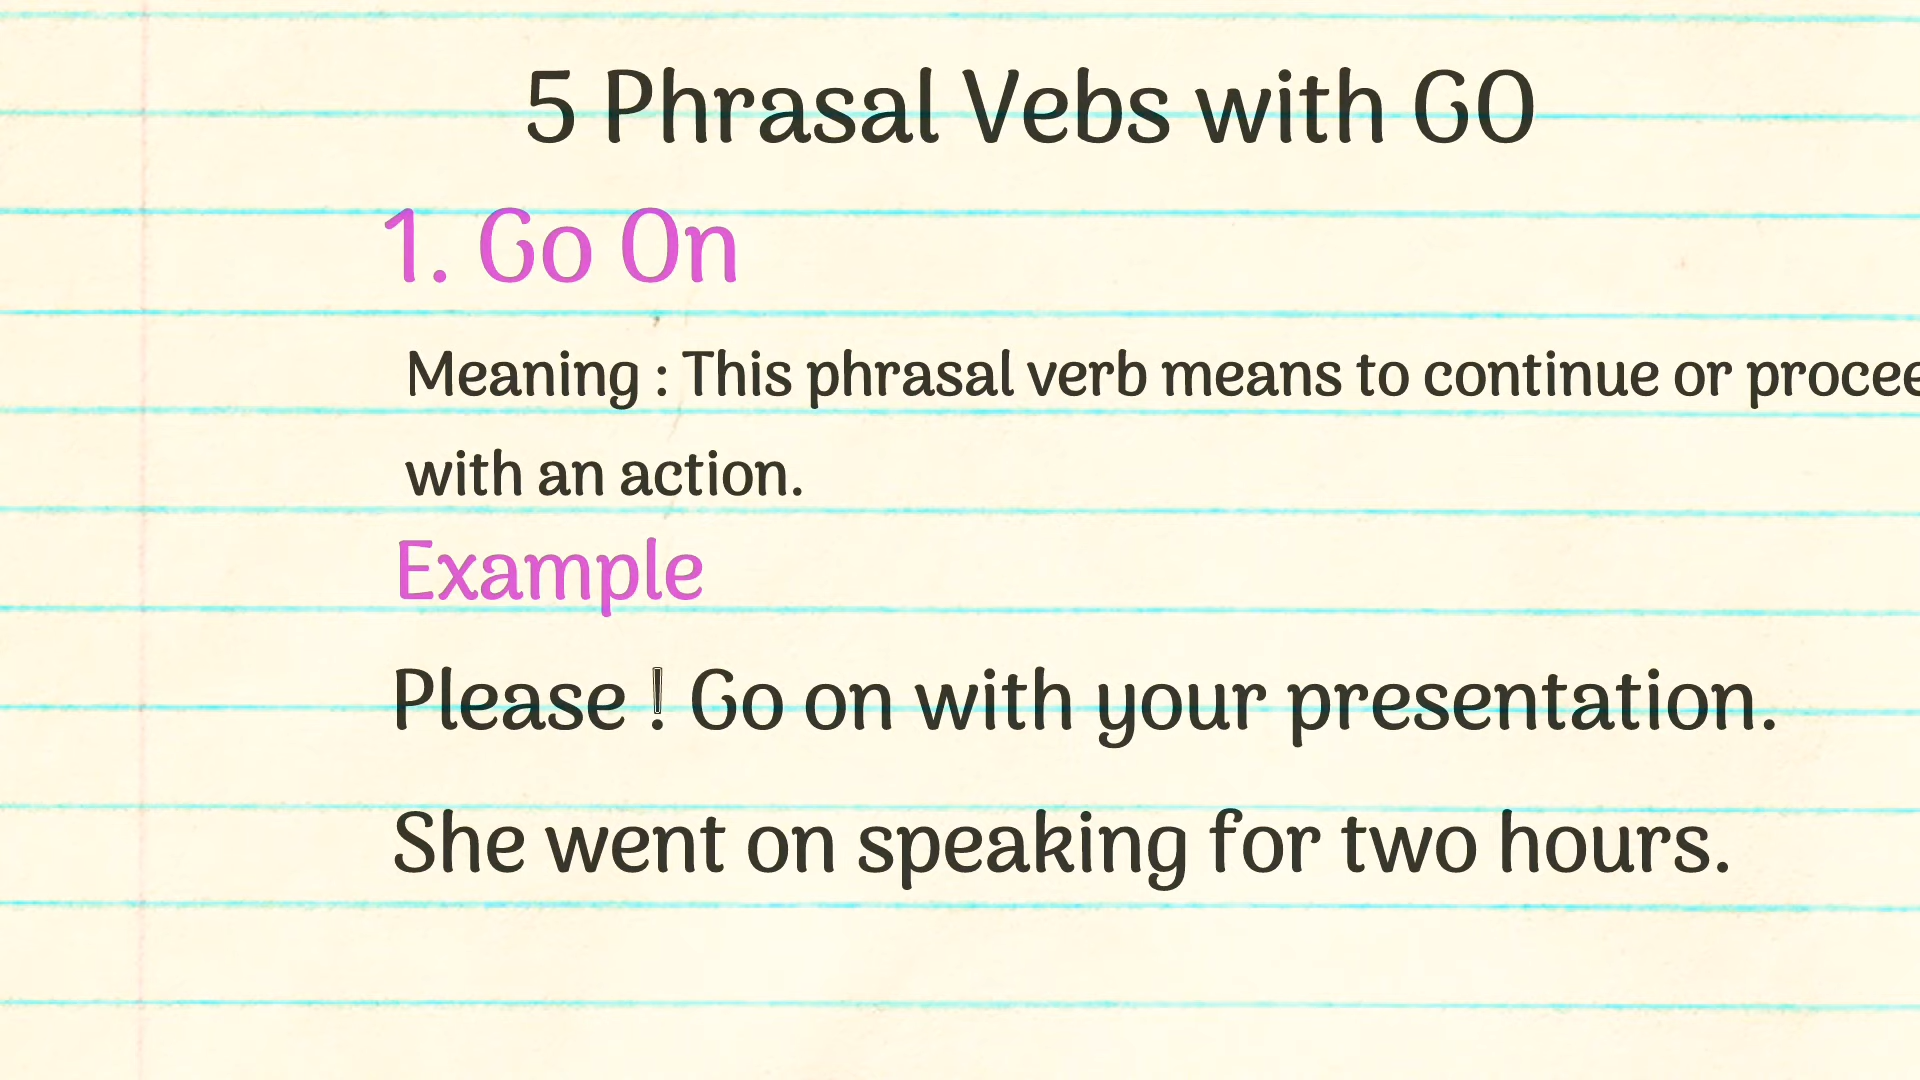 5 Phrasal Vebs with GO
1. Go On
Meaning : This phrasal verb means to continue or procee
with an action.
Example
Please ! Go on with your presentation.
She went on speaking for two hours.